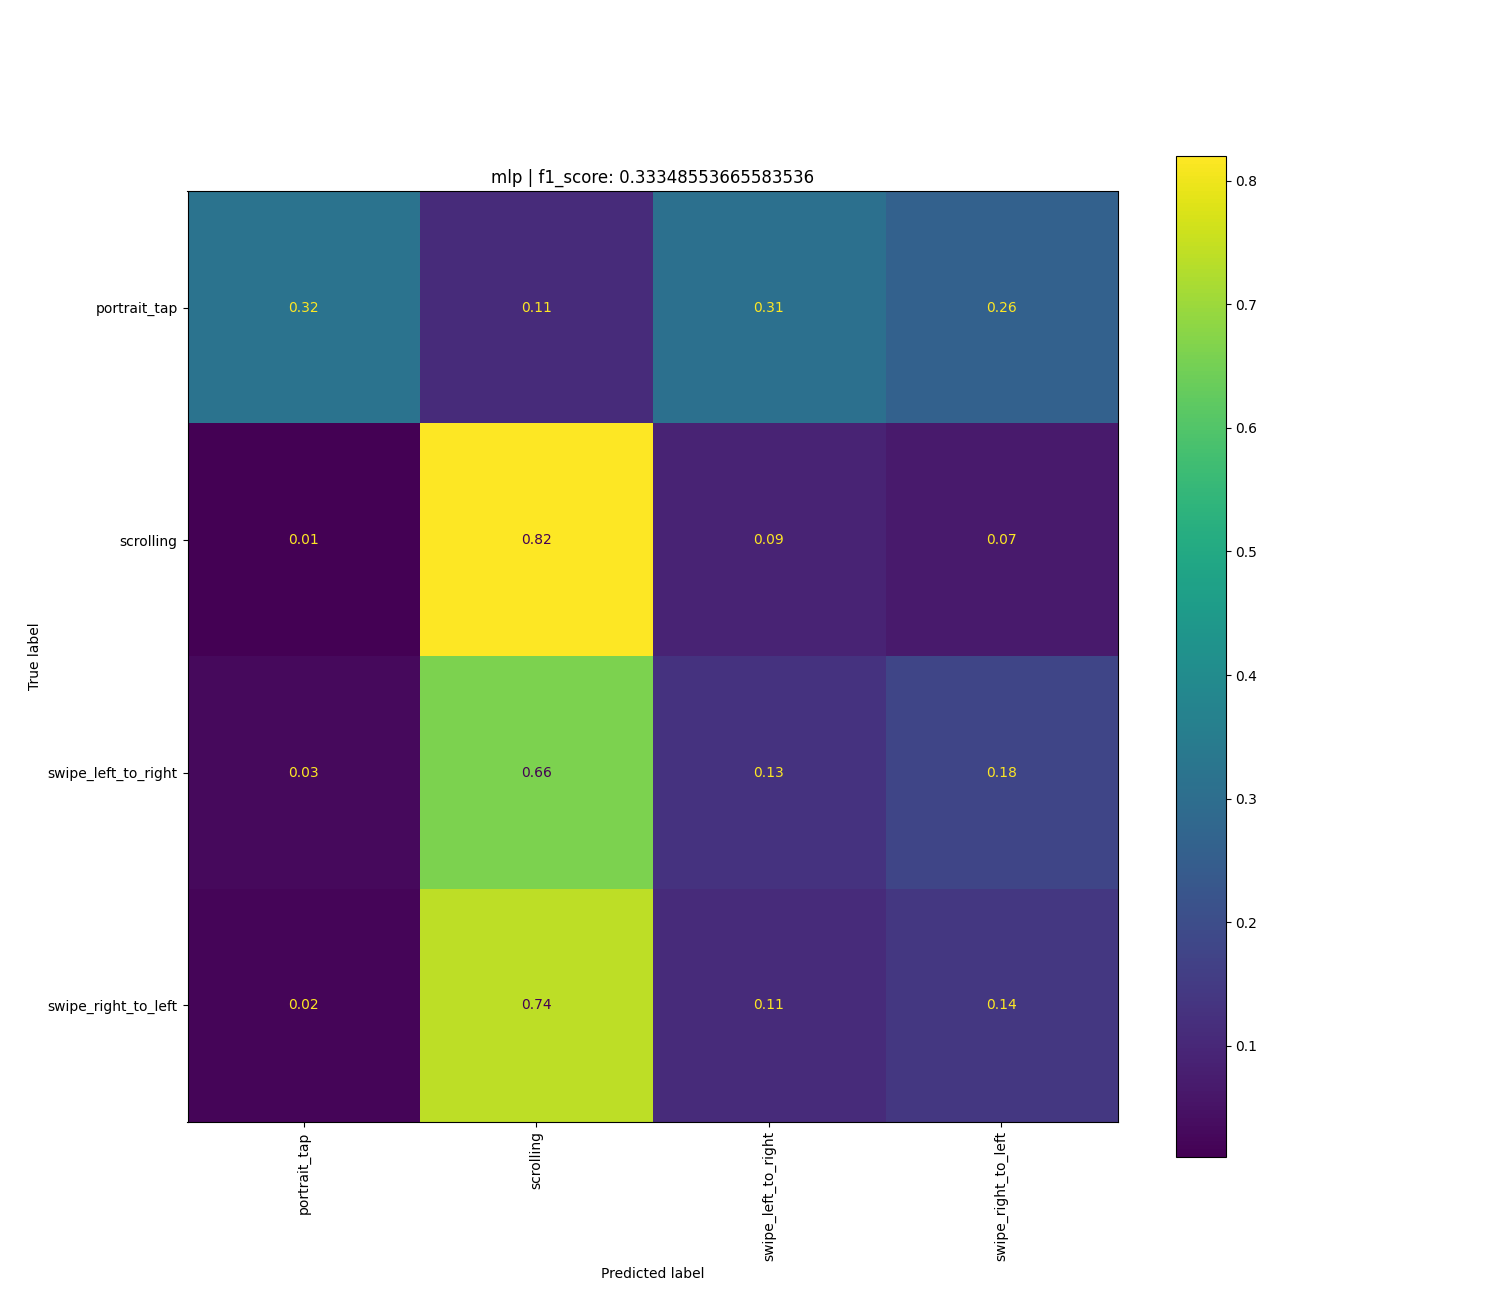 mlp | f1_score: 0.33348553665583536
True label
portrait_tap
0.32 0.11 0.31 0.26
scrolling
0.01 0.82 0.09 0.07
swipe_left_to_right
0.03 0.66 0.13 0.18
swipe_right_to_left
0.02 0.74 0.11 0.14
portrait_tap
scrolling
swipe_left_to_right
swipe_right_to_left
Predicted label
0.8
0.7
0.6
0.5
0.4
0.3
0.2
0.1